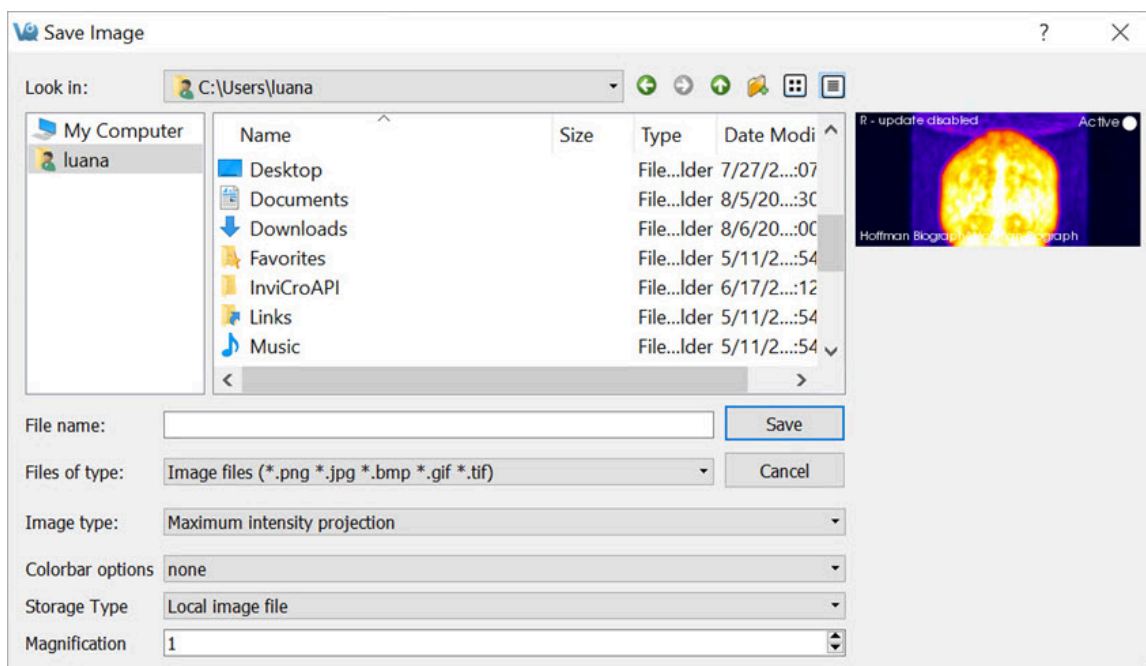 Save Image
?
Look in:
C:\Users\luana
My Computer
luana
Name Size Type Date Modi
Desktop File...lder 7/27/2...:07
Documents File...lder 8/5/20...:30
Downloads File...lder 8/6/20...:00
Favorites File...lder 5/11/2...:54
InviCroAPI File...lder 6/17/2...:12
Links File...lder 5/11/2...:54
Music File...lder 5/11/2...:54
R - update disabled Active
Hoffman
File name:
Save
Files of type: Image files (*.png *.jpg *.bmp *.gif *.tif)
Cancel
Image type: Maximum intensity projection
Colorbar options none
Storage Type Local image file
Magnification 1